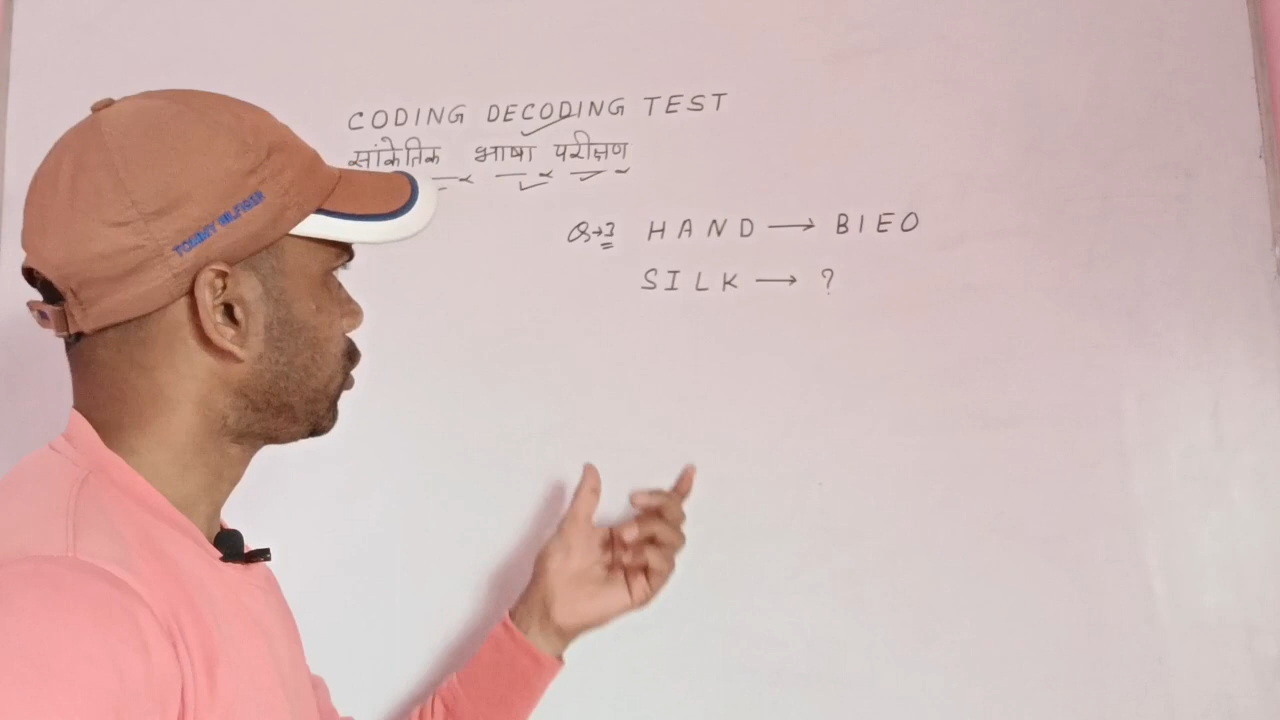 CODING DECODING TEST
सांकेतिक भाषा परीक्षण
Q→3 HAND → BIEO
SILK → ?
TOMMY HILFIGER